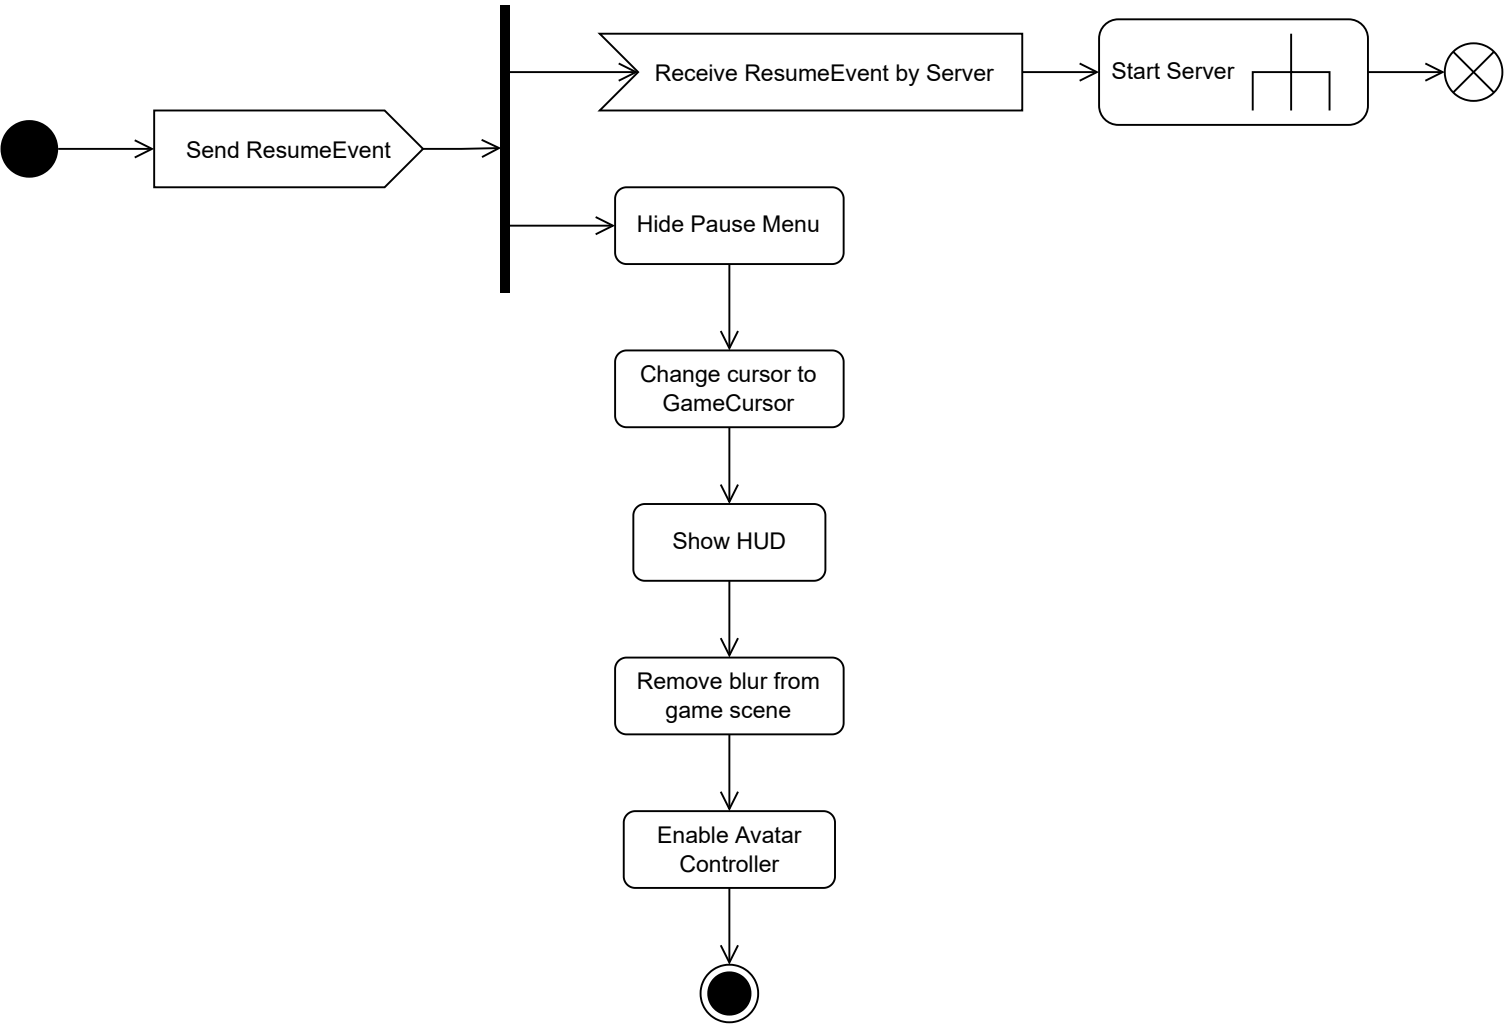 Receive ResumeEvent by Server
Start Server
Send ResumeEvent
Hide Pause Menu
Change cursor to
GameCursor
Show HUD
Remove blur from
game scene
Enable Avatar
Controller